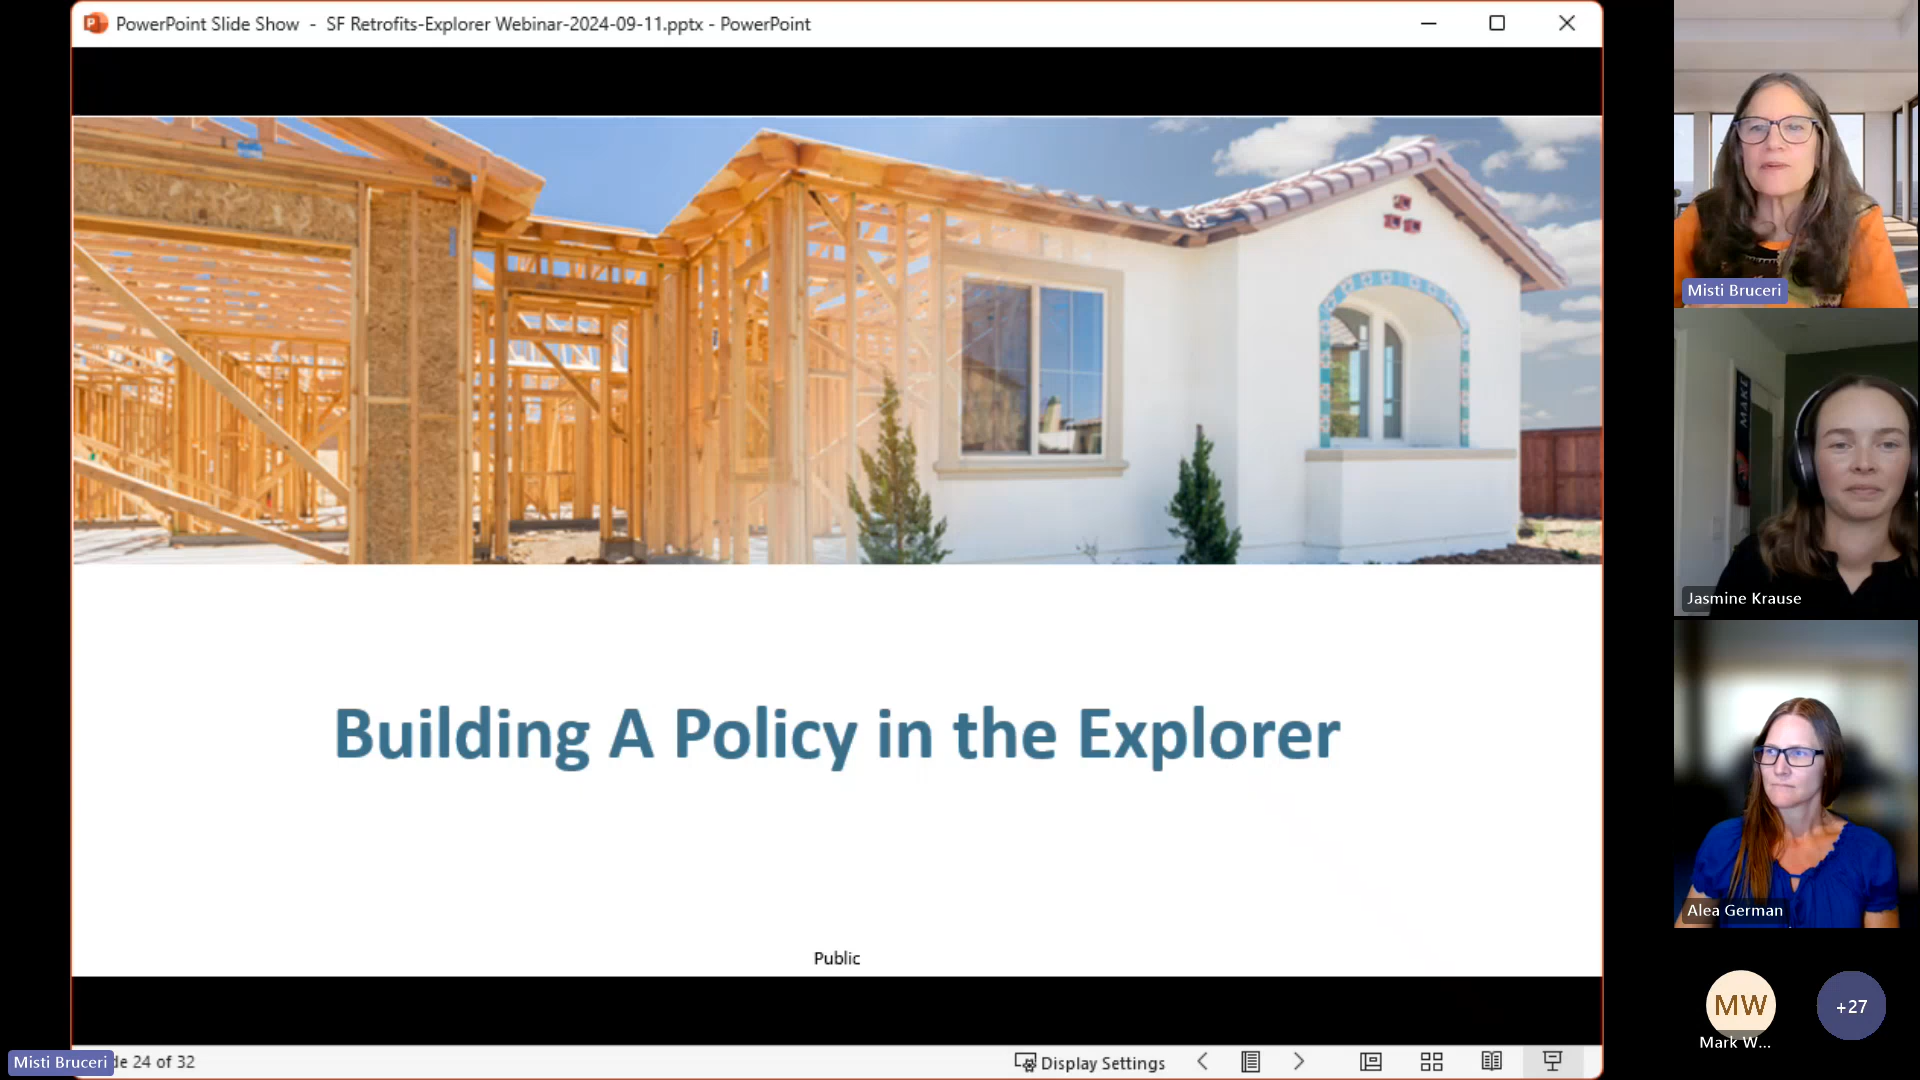 PowerPoint Slide Show - SF Retrofits-Explorer Webinar-2024-09-11.pptx - PowerPoint
Building A Policy in the Explorer
Public
Misti Bruceri
de 24 of 32
Display Settings
Misti Bruceri
MAKE
Jasmine Krause
Alea German
MW
Mark W...
+27